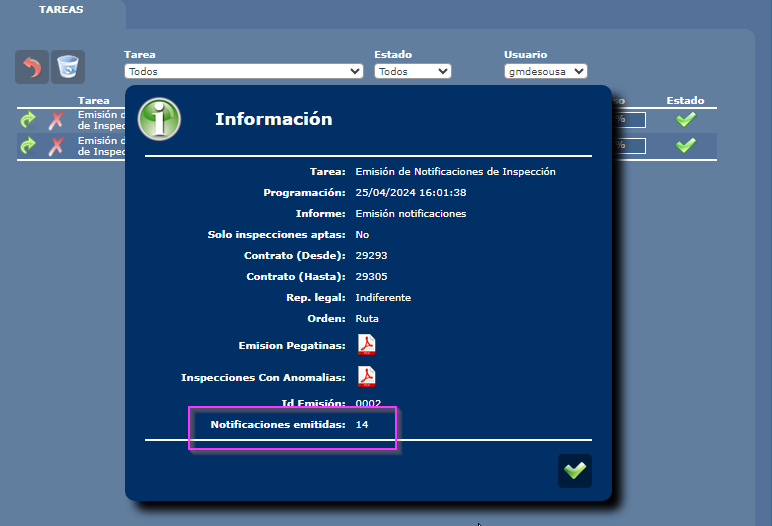 TAREAS
Tarea Estado Usuario
Todos Todos gmdesousa
Tarea so Estado
Emisión d
de Inspec %
Emisión d
de Inspec %
Información
Tarea: Emisión de Notificaciones de Inspección
Programación: 25/04/2024 16:01:38
Informe: Emisión notificaciones
Solo inspecciones aptas: No
Contrato (Desde): 29293
Contrato (Hasta): 29305
Rep. legal: Indiferente
Orden: Ruta
Emision Pegatinas:
Inspecciones Con Anomalias:
Id Emisión: 0002
Notificaciones emitidas: 14